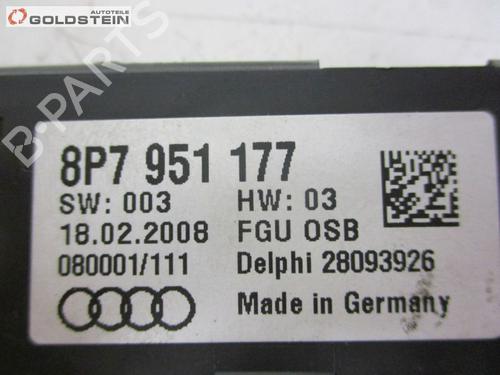 GOLDSTEIN
B-PARTS
8P7 951 177
SW: 003 HW: 03
18.02.2008 FGU OSB
080001/111 Delphi 28093926
Made in Germany